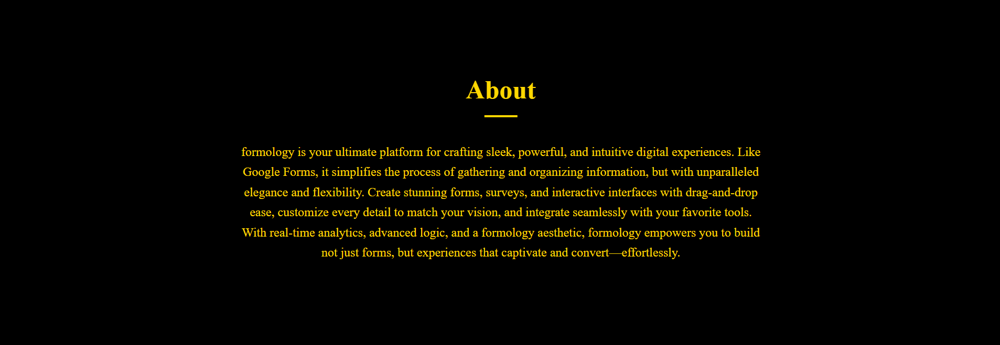 About
formology is your ultimate platform for crafting sleek, powerful, and intuitive digital experiences. Like
Google Forms, it simplifies the process of gathering and organizing information, but with unparalleled
elegance and flexibility. Create stunning forms, surveys, and interactive interfaces with drag-and-drop
ease, customize every detail to match your vision, and integrate seamlessly with your favorite tools.
With real-time analytics, advanced logic, and a formology aesthetic, formology empowers you to build
not just forms, but experiences that captivate and convert—effortlessly.